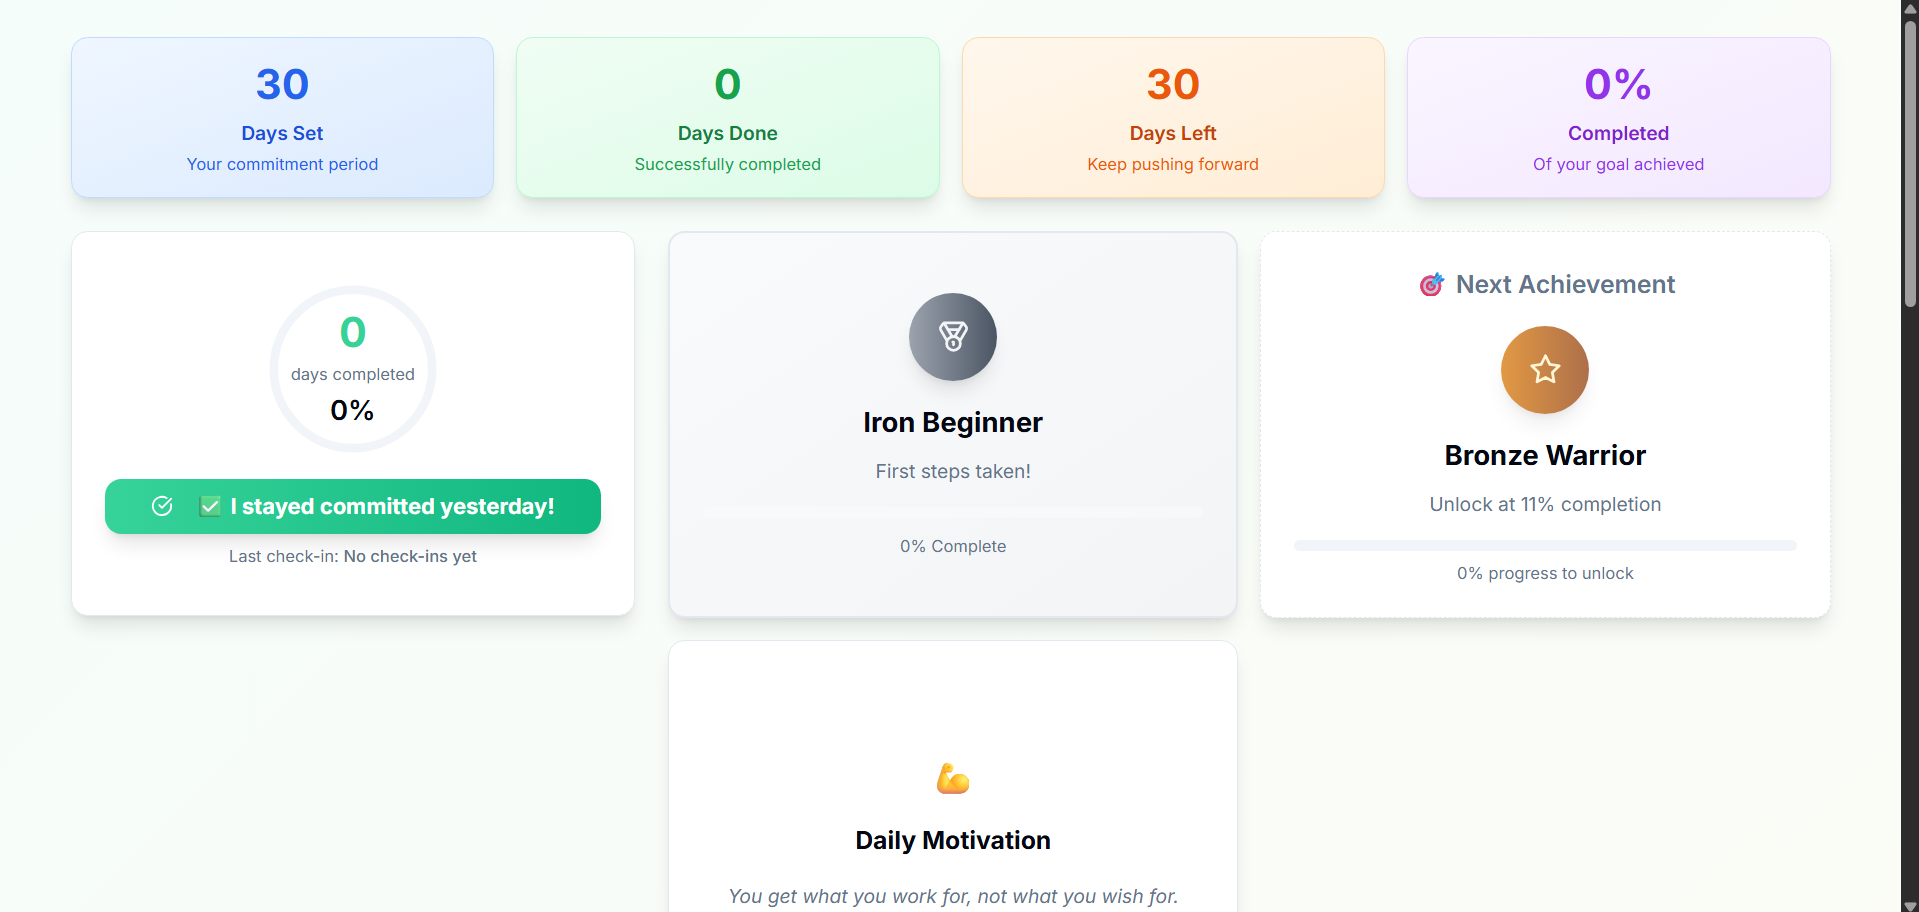 30
Days Set
Your commitment period
0
Days Done
Successfully completed
30
Days Left
Keep pushing forward
0%
Completed
Of your goal achieved
0
days completed
0%
✅ I stayed committed yesterday!
Last check-in: No check-ins yet
Iron Beginner
First steps taken!
0% Complete
🎯 Next Achievement
Bronze Warrior
Unlock at 11% completion
0% progress to unlock
💪
Daily Motivation
You get what you work for, not what you wish for.